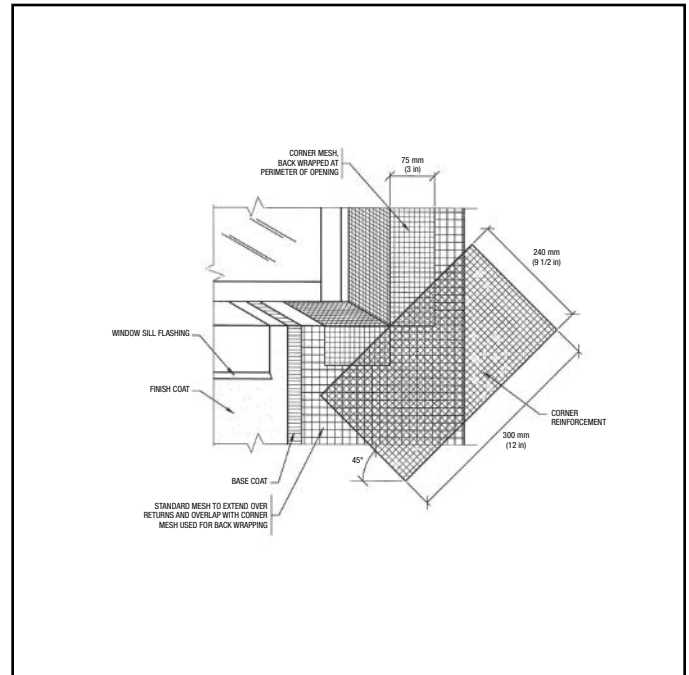 CORNER MESH,
BACK WRAPPED AT
PERIMETER OF OPENING
75 mm
(3 in)
240 mm
(9 1/2 in)
WINDOW SILL FLASHING
FINISH COAT
CORNER
REINFORCEMENT
300 mm
(12 in)
45°
BASE COAT
STANDARD MESH TO EXTEND OVER
RETURNS AND OVERLAP WITH CORNER
MESH USED FOR BACK WRAPPING